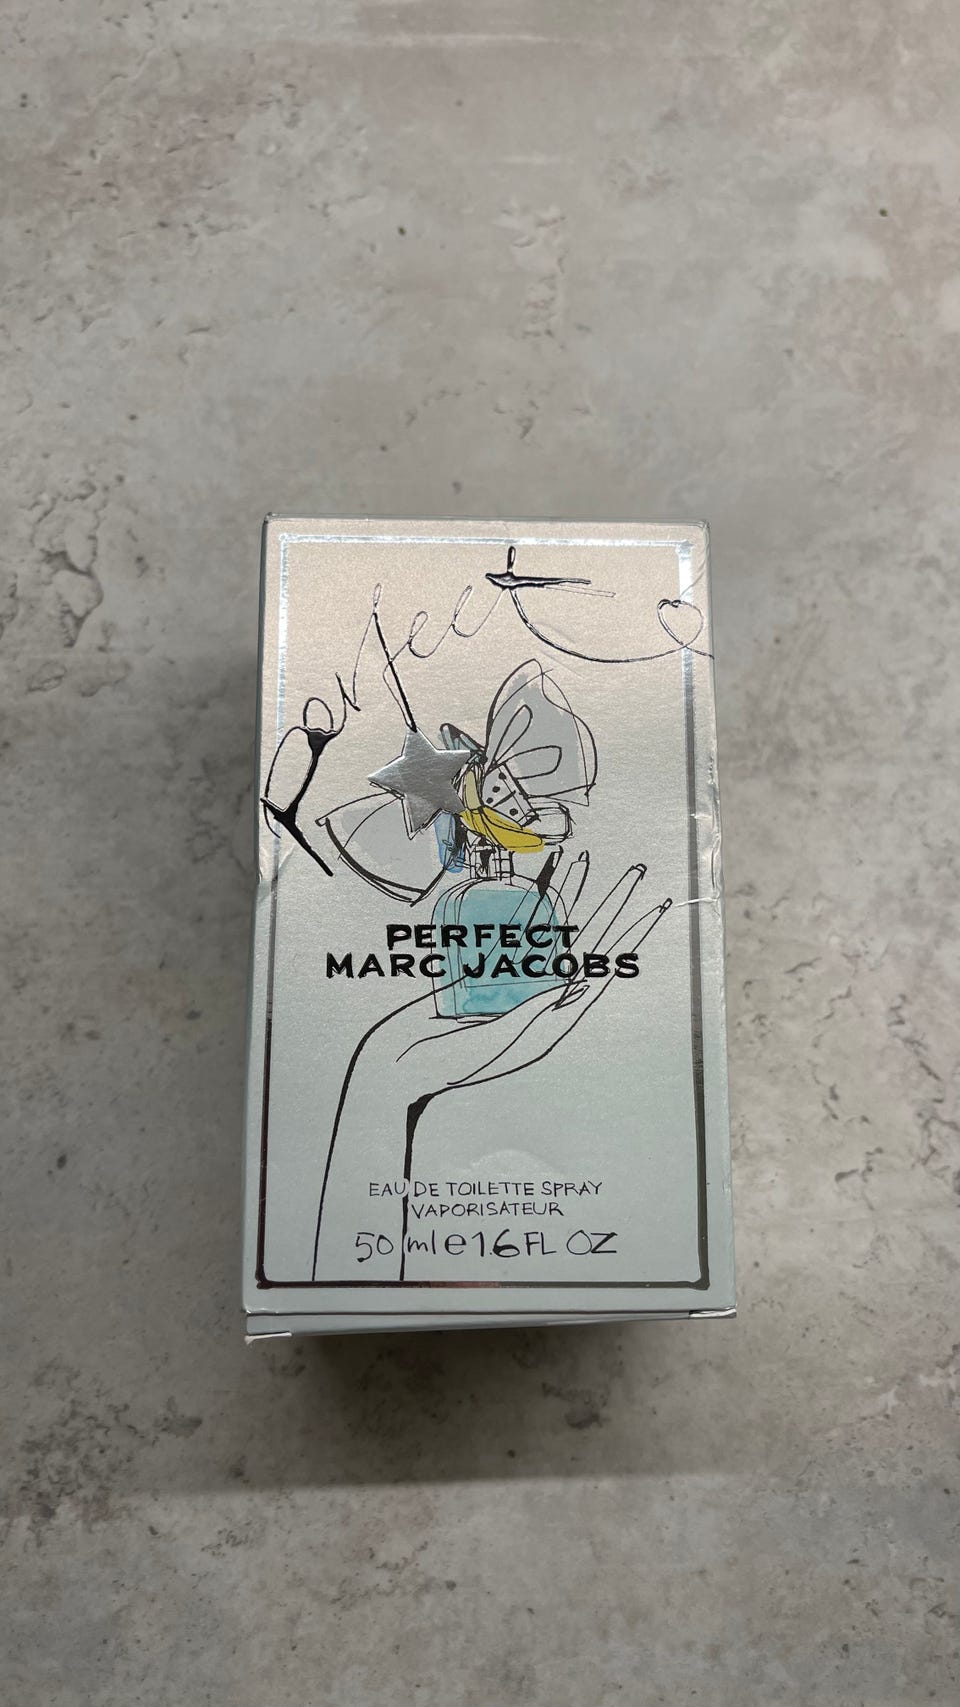 Perfect
PERFECT
MARC JACOBS
EAU DE TOILETTE SPRAY
VAPORISATEUR
50 ml e 1.6 FL OZ